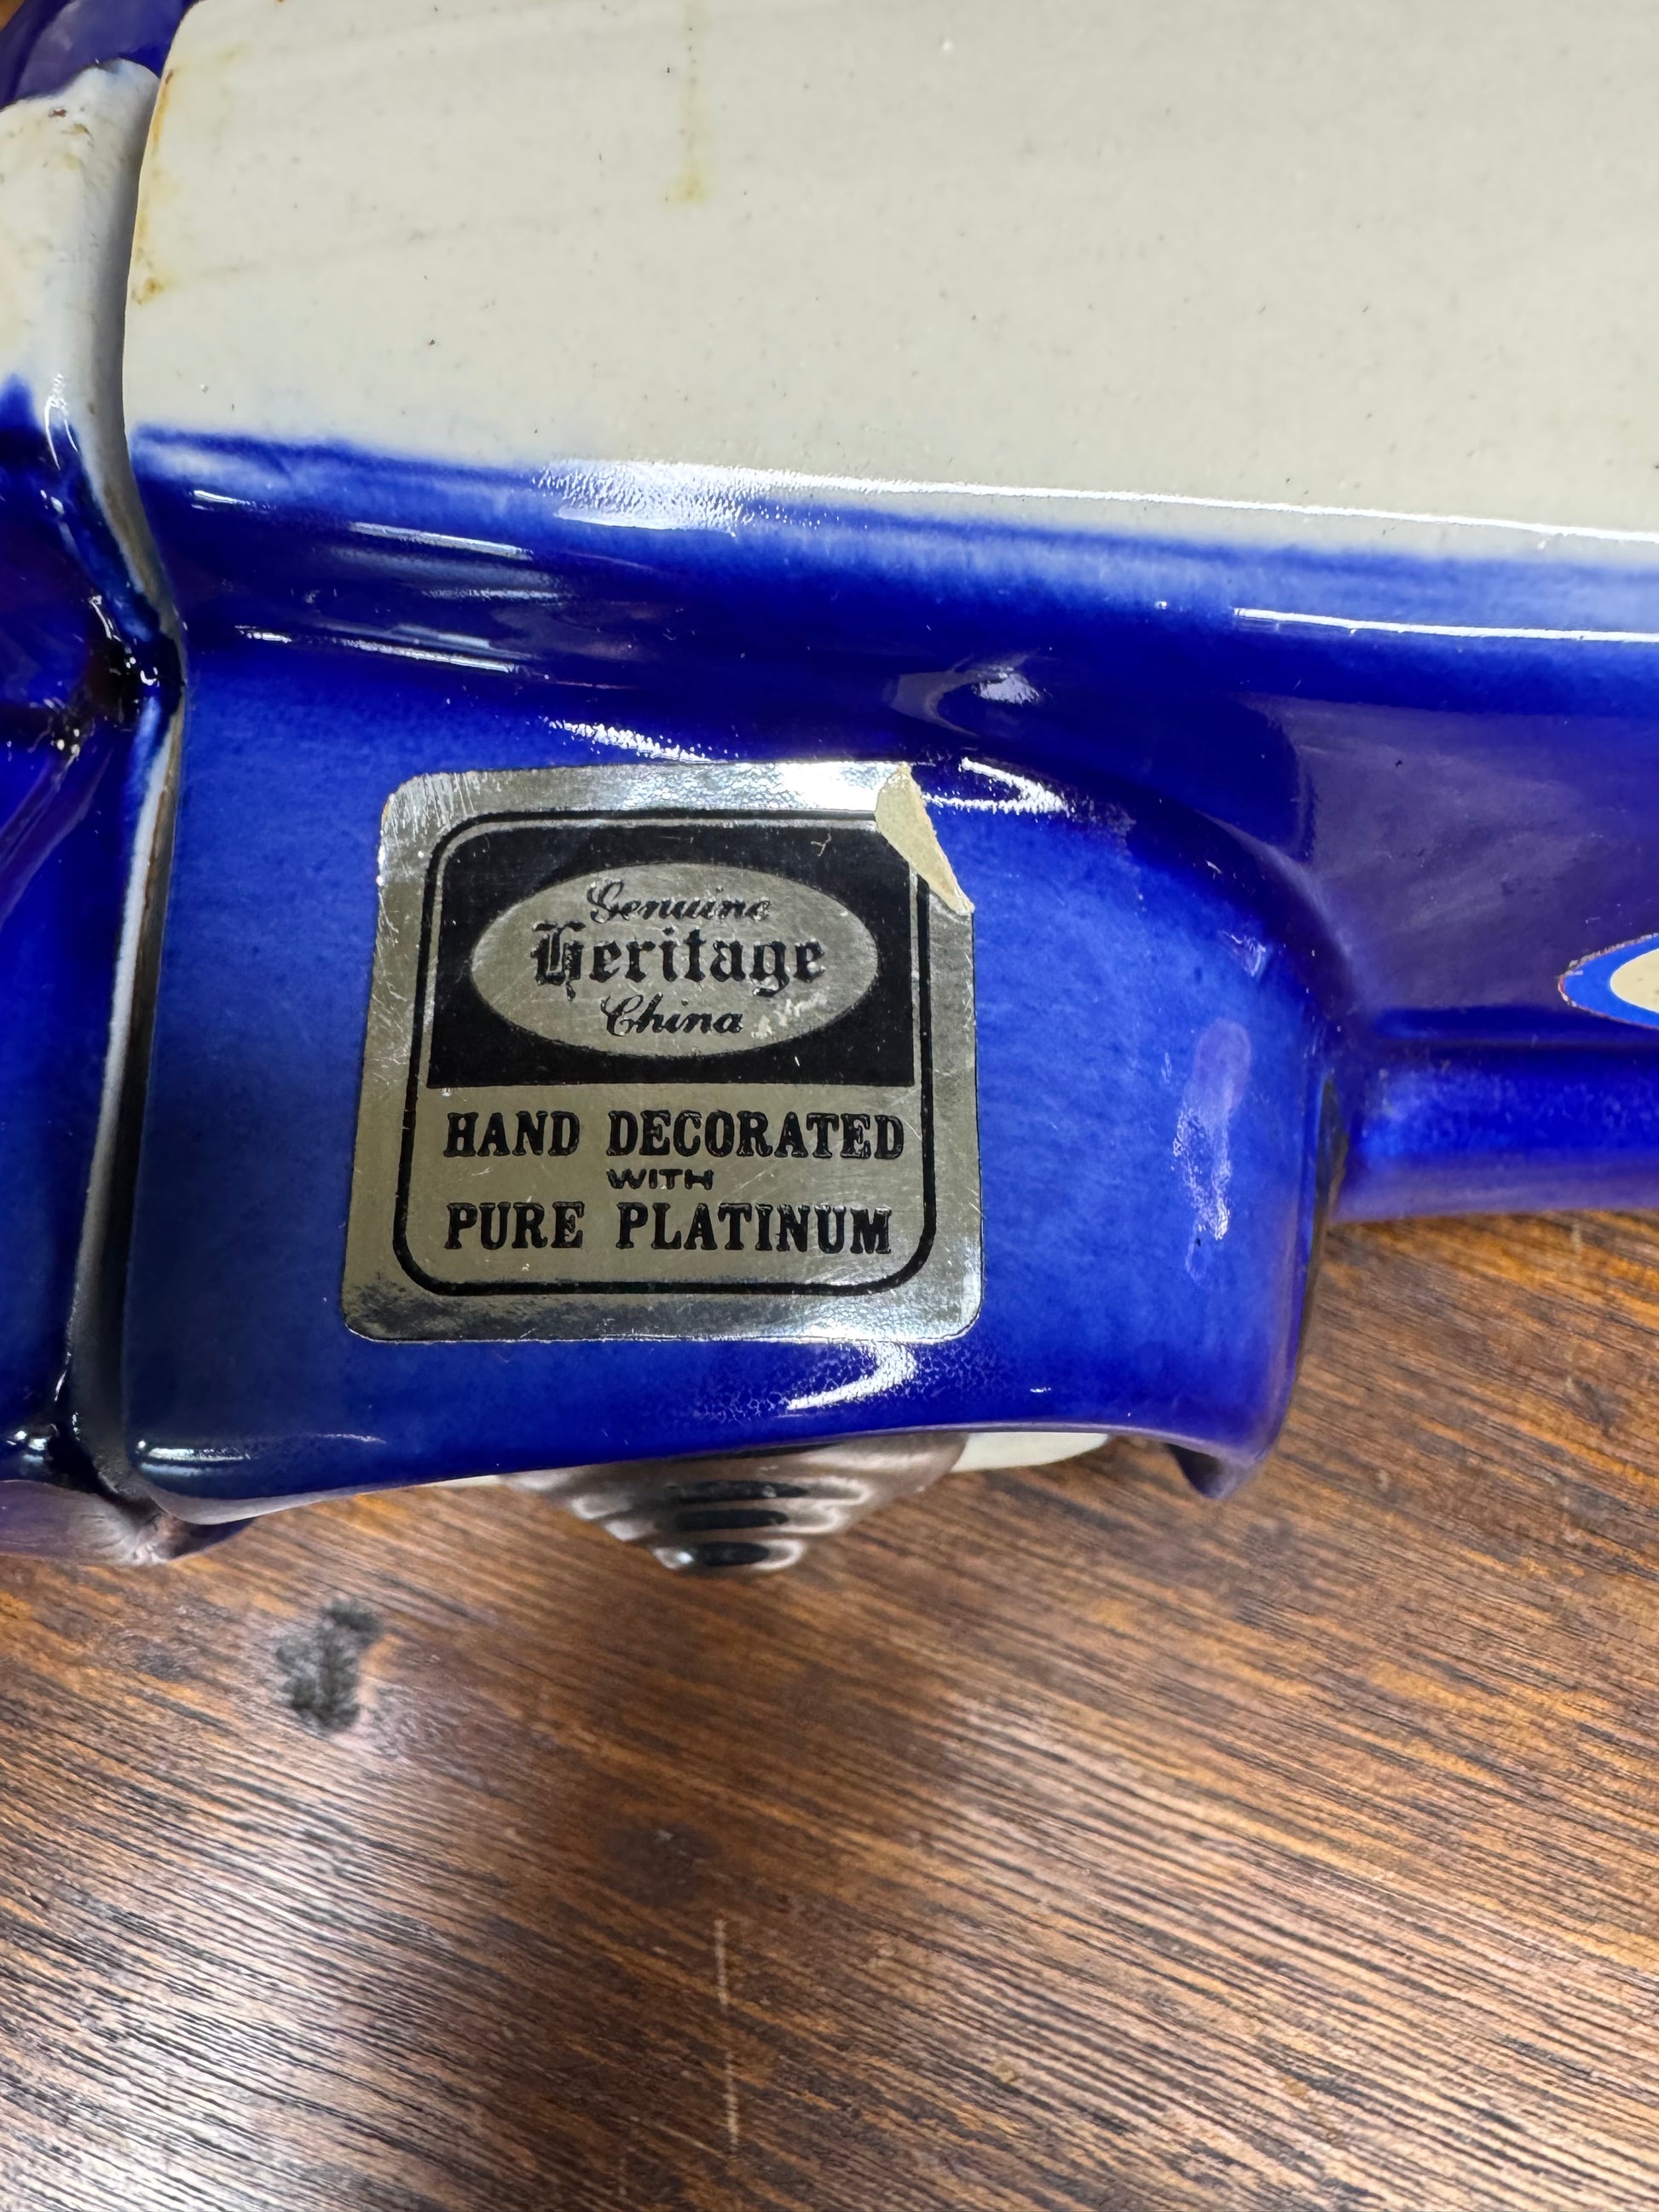 Genuine
Heritage
China
HAND DECORATED
WITH
PURE PLATINUM